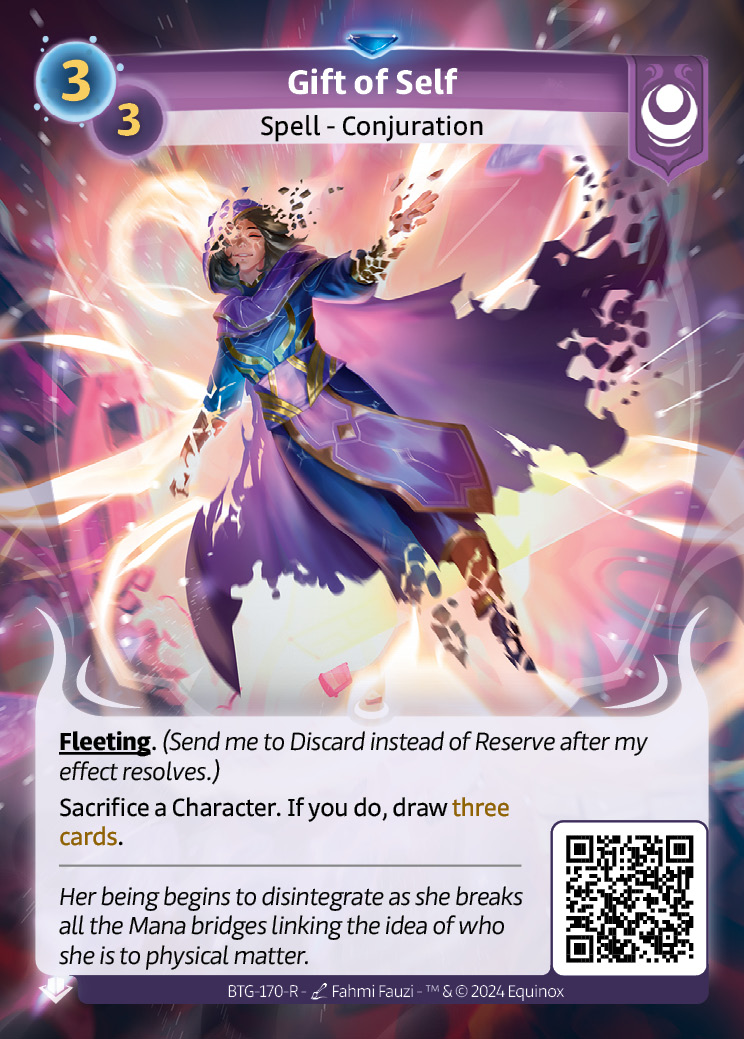 3
Gift of Self
3
Spell - Conjuration
Fleeting. (Send me to Discard instead of Reserve after my
effect resolves.)
Sacrifice a Character. If you do, draw three
cards.
Her being begins to disintegrate as she breaks
all the Mana bridges linking the idea of who
she is to physical matter.
BTG-170-R - Fahmi Fauzi - ™ & © 2024 Equinox